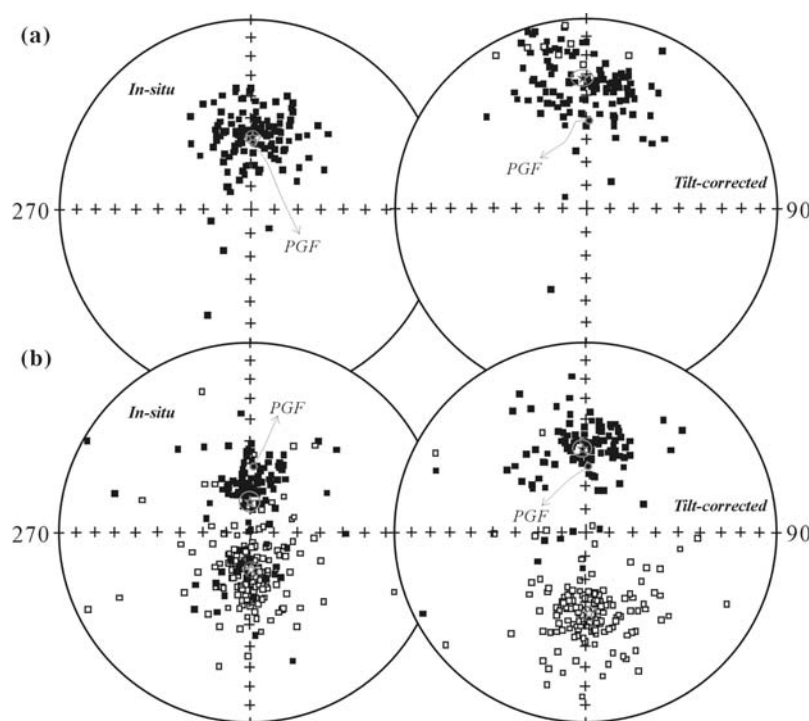 (a)
In-situ
PGF
270
PGF
Tilt-corrected
90
(b)
In-situ
PGF
270
PGF
Tilt-corrected
90